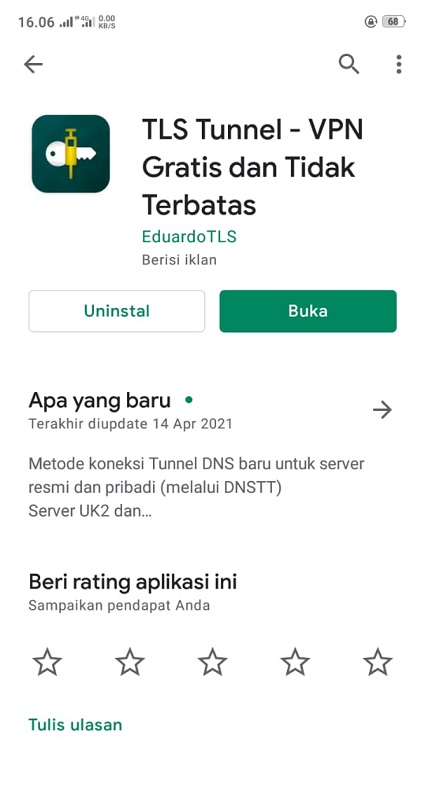 16.06 4G 0.00 KB/S 68
TLS Tunnel - VPN
Gratis dan Tidak
Terbatas
EduardoTLS
Berisi iklan
Uninstal Buka
Apa yang baru
Terakhir diupdate 14 Apr 2021
Metode koneksi Tunnel DNS baru untuk server
resmi dan pribadi (melalui DNSTT)
Server UK2 dan...
Beri rating aplikasi ini
Sampaikan pendapat Anda
Tulis ulasan